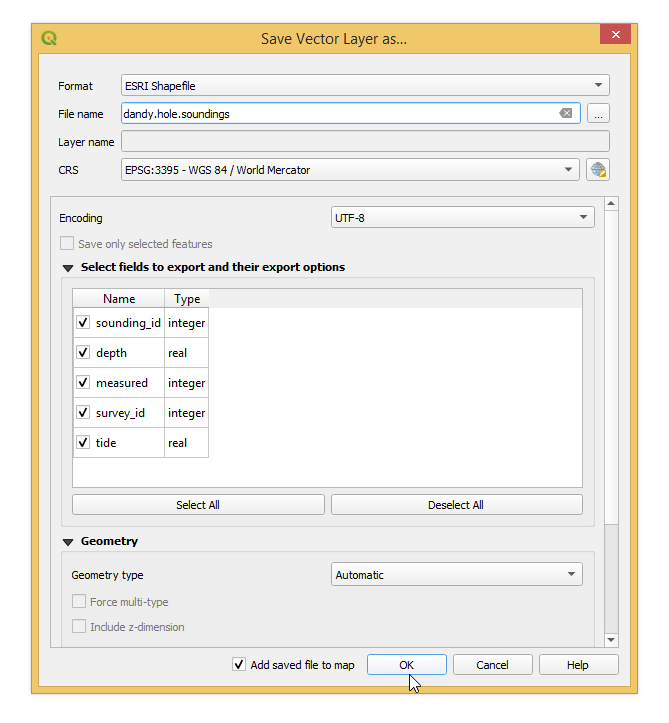 Save Vector Layer as...
Format ESRI Shapefile
File name dandy.hole.soundings ...
Layer name
CRS EPSG:3395 - WGS 84 / World Mercator
Encoding UTF-8
Save only selected features
Select fields to export and their export options
Name Type
sounding_id integer
depth real
measured integer
survey_id integer
tide real
Select All Deselect All
Geometry
Geometry type Automatic
Force multi-type
Include z-dimension
Add saved file to map OK Cancel Help